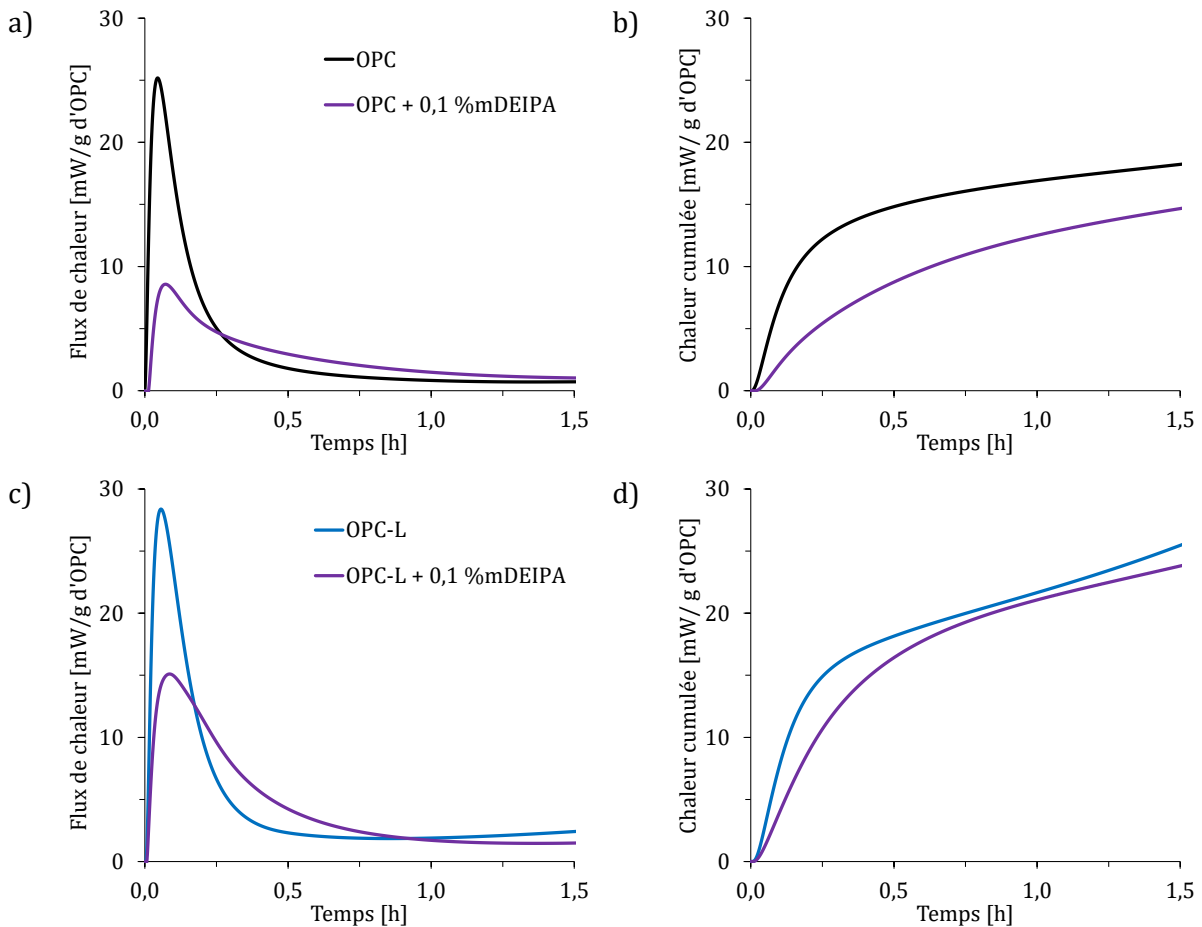 a)
30
20
10
0
0,0
0,5
1,0
1,5
Flux de chaleur [mW/g d'OPC]
Temps [h]
OPC
OPC + 0,1 %mDEIPA
b)
30
20
10
0
0,0
0,5
1,0
1,5
Chaleur cumulée [mW/ g d'OPC]
Temps [h]
c)
30
20
10
0
0,0
0,5
1,0
1,5
Flux de chaleur [mW/g d'OPC]
Temps [h]
OPC-L
OPC-L + 0,1 %mDEIPA
d)
30
20
10
0
0,0
0,5
1,0
1,5
Chaleur cumulée [mW/ g d'OPC]
Temps [h]